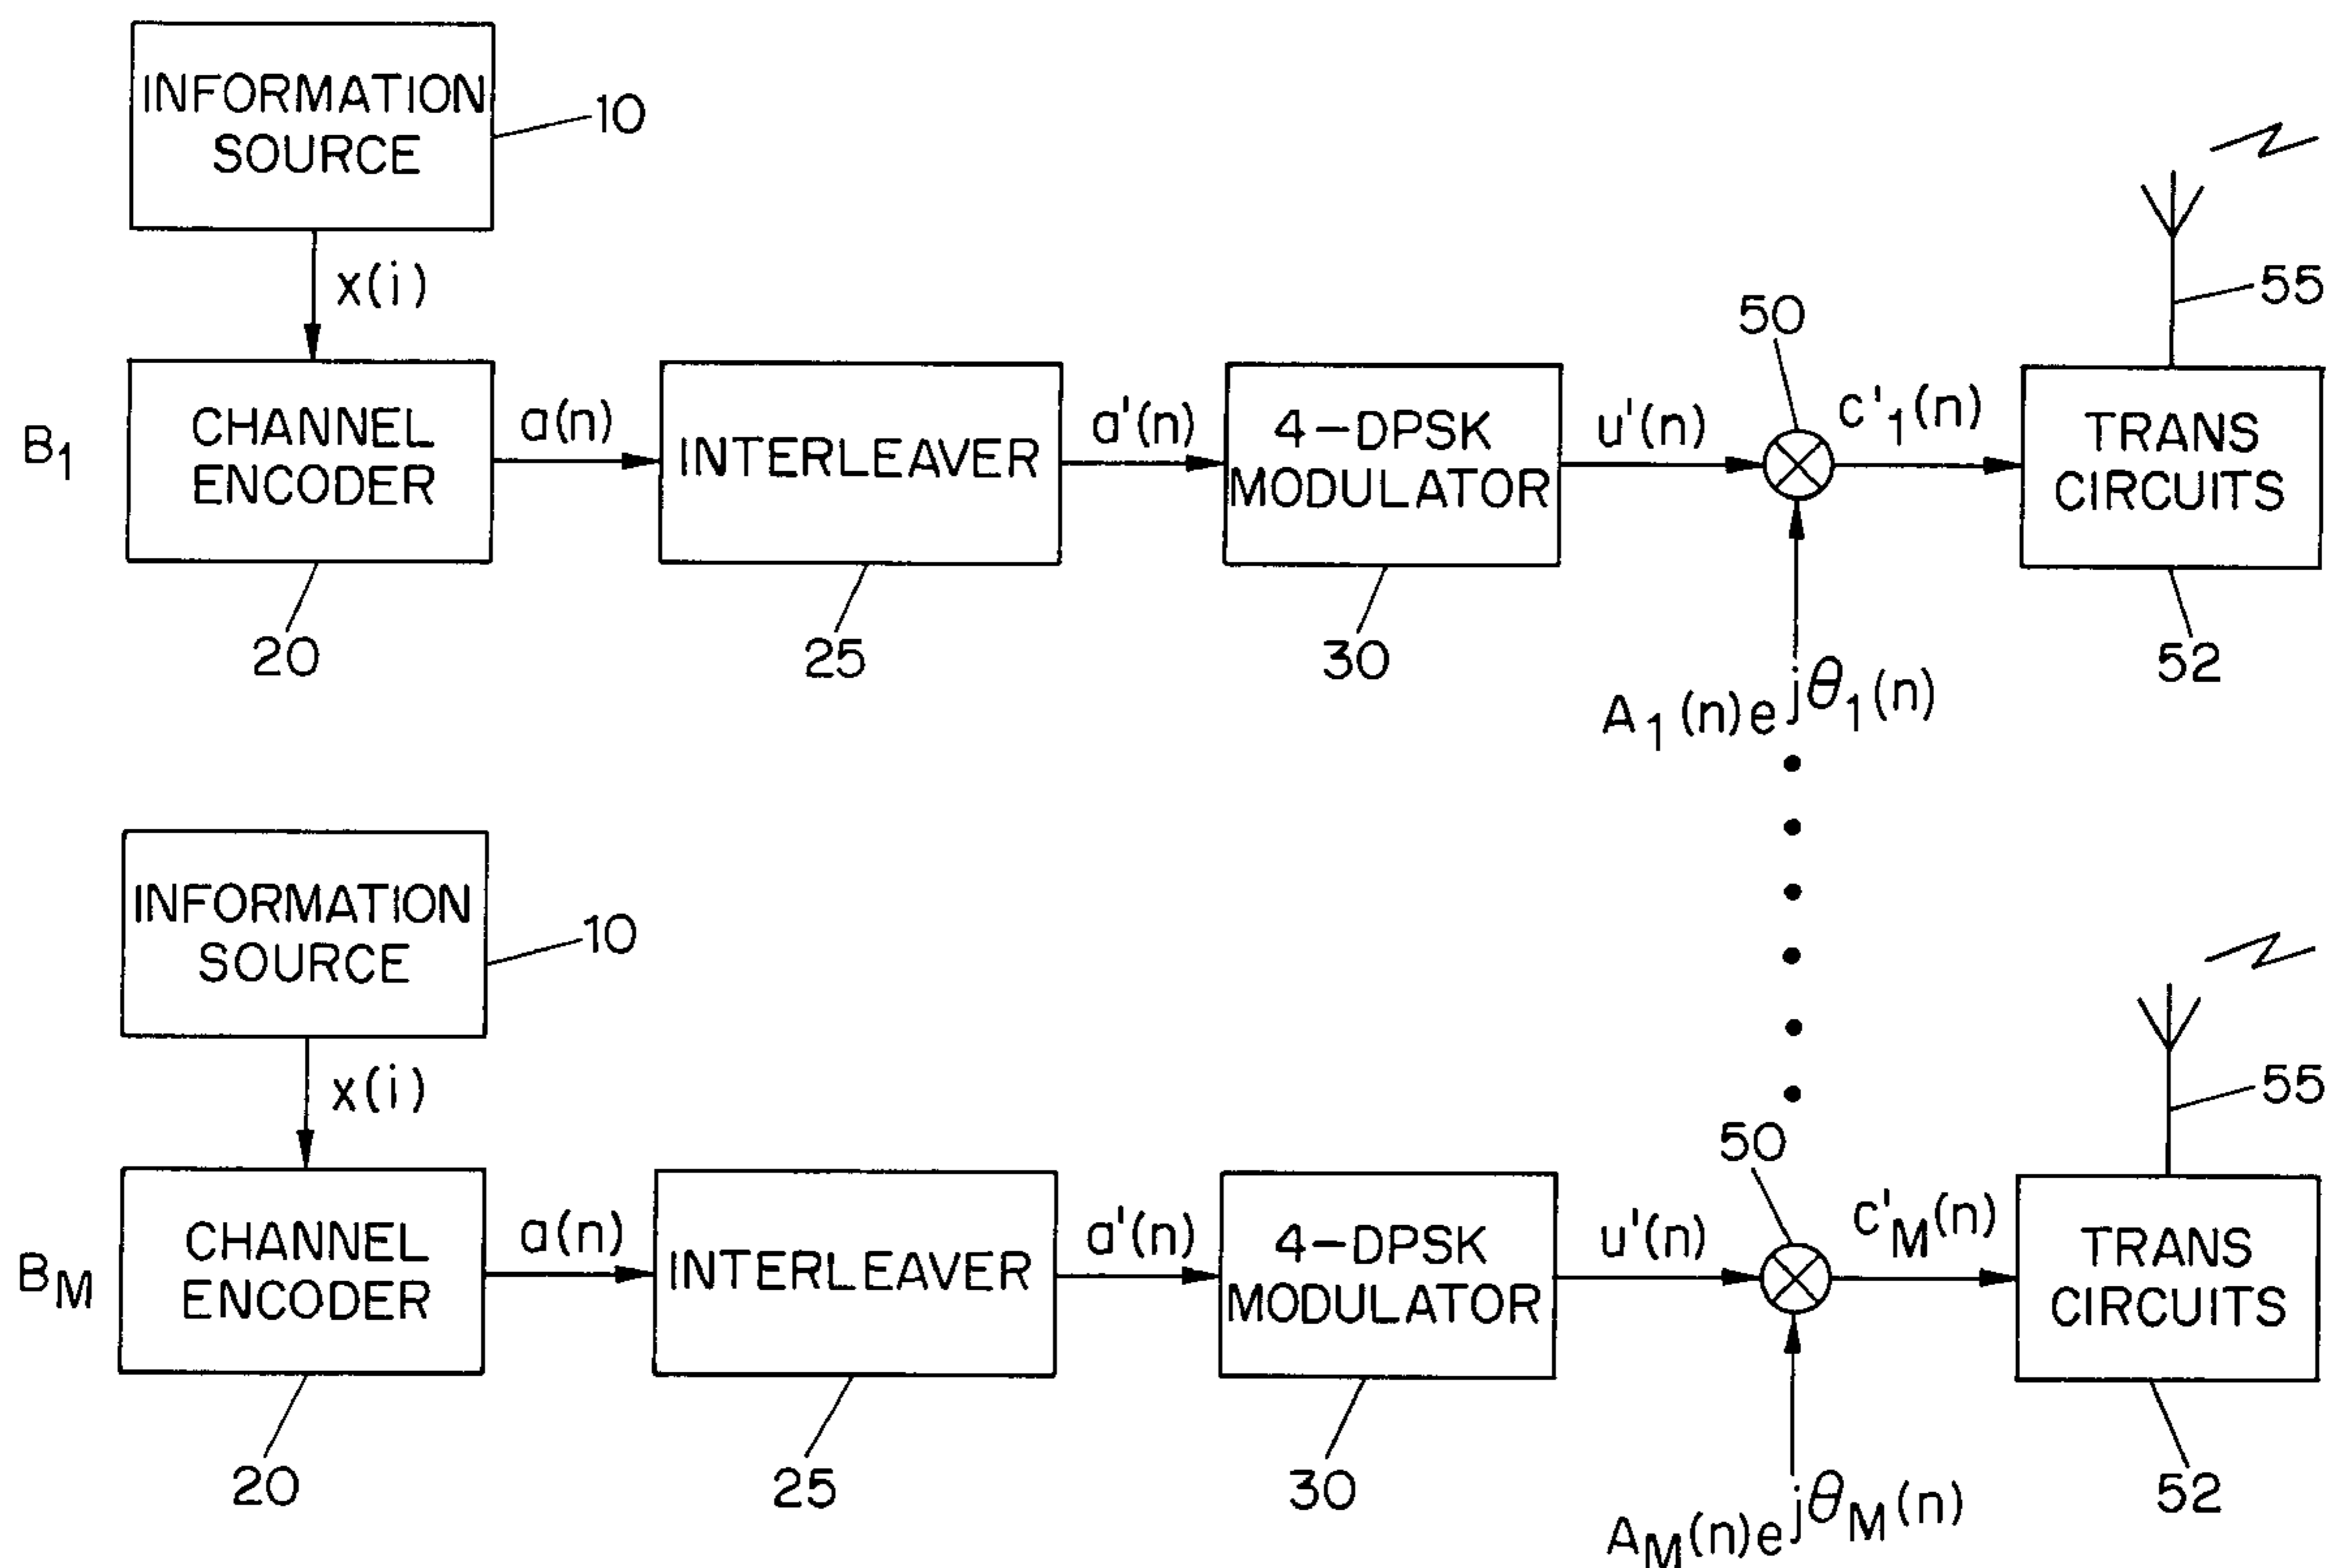 INFORMATION
SOURCE
10
x(i)
55
50
B1
CHANNEL
ENCODER
a(n)
INTERLEAVER
a'(n)
4-DPSK
MODULATOR
u'(n)
c'1(n)
TRANS
CIRCUITS
20
25
30
52
A1(n)e jθ1(n)
INFORMATION
SOURCE
10
x(i)
55
50
BM
CHANNEL
ENCODER
a(n)
INTERLEAVER
a'(n)
4-DPSK
MODULATOR
u'(n)
c'M(n)
TRANS
CIRCUITS
20
25
30
52
AM(n)e jθM(n)